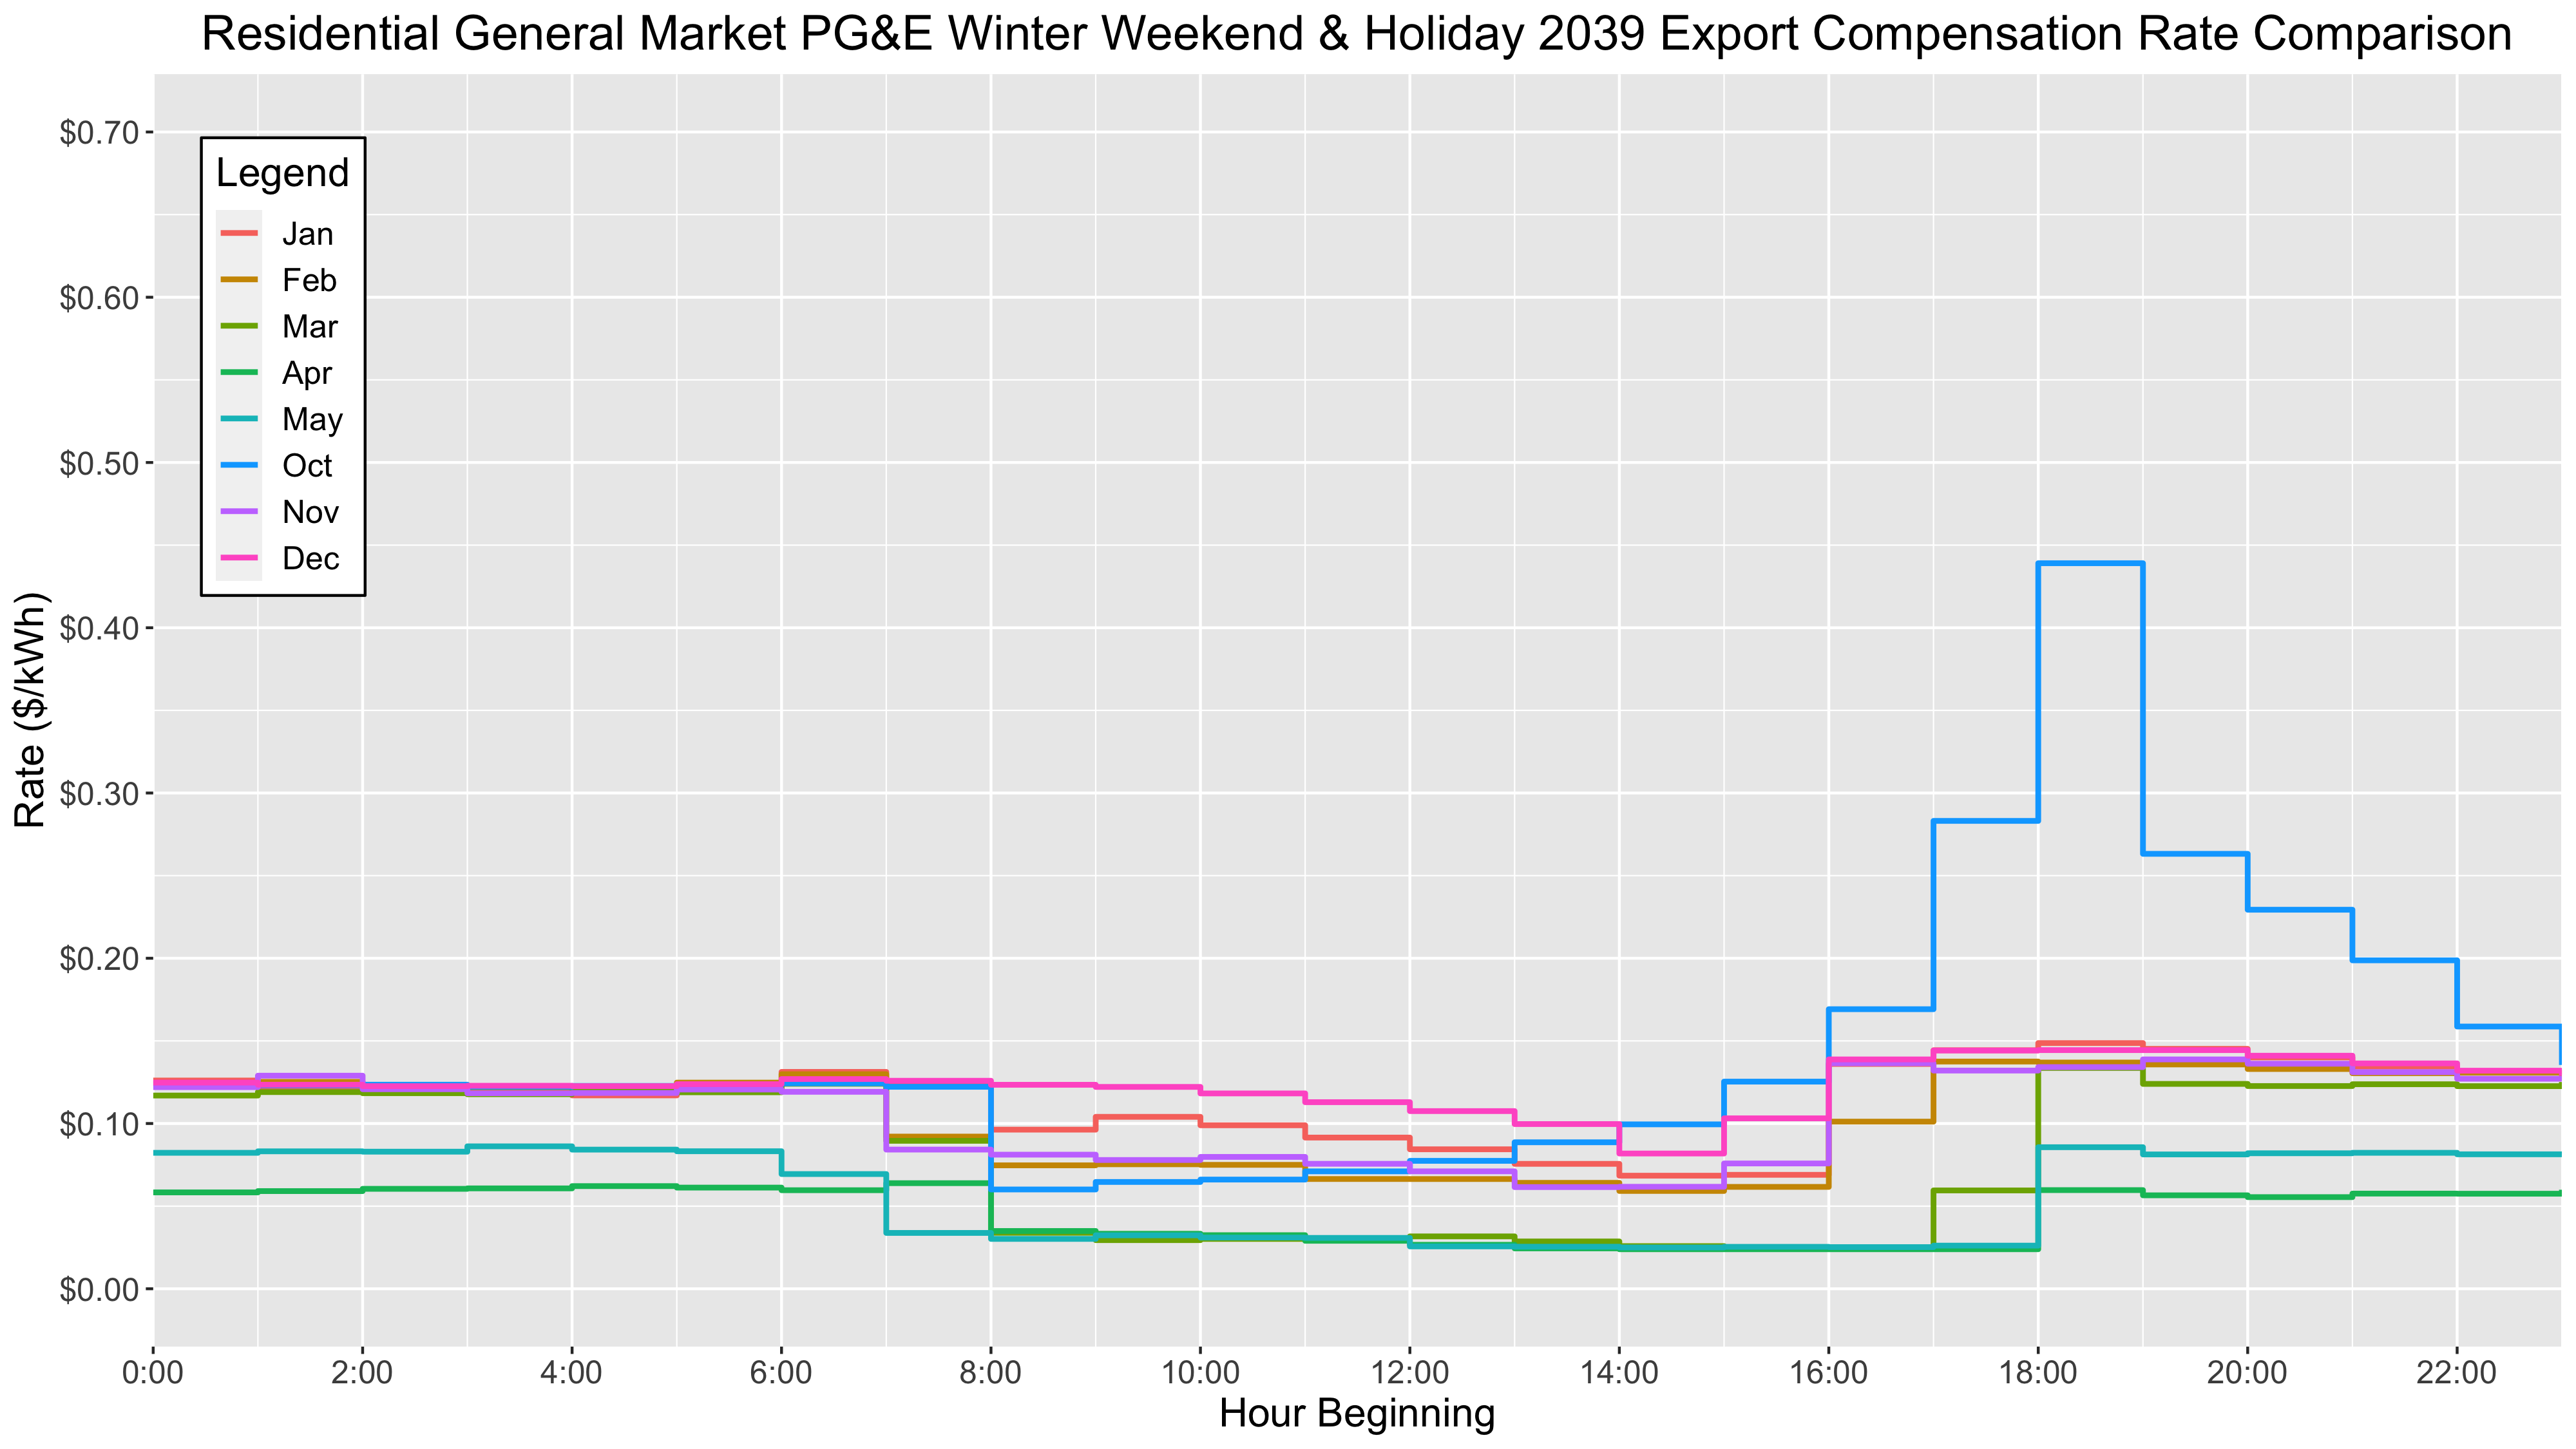 Residential General Market PG&E Winter Weekend & Holiday 2039 Export Compensation Rate Comparison
$0.70
$0.60
$0.50
$0.40
$0.30
$0.20
$0.10
$0.00
Rate ($/kWh)
Legend
Jan
Feb
Mar
Apr
May
Oct
Nov
Dec
0:00 2:00 4:00 6:00 8:00 10:00 12:00 14:00 16:00 18:00 20:00 22:00
Hour Beginning